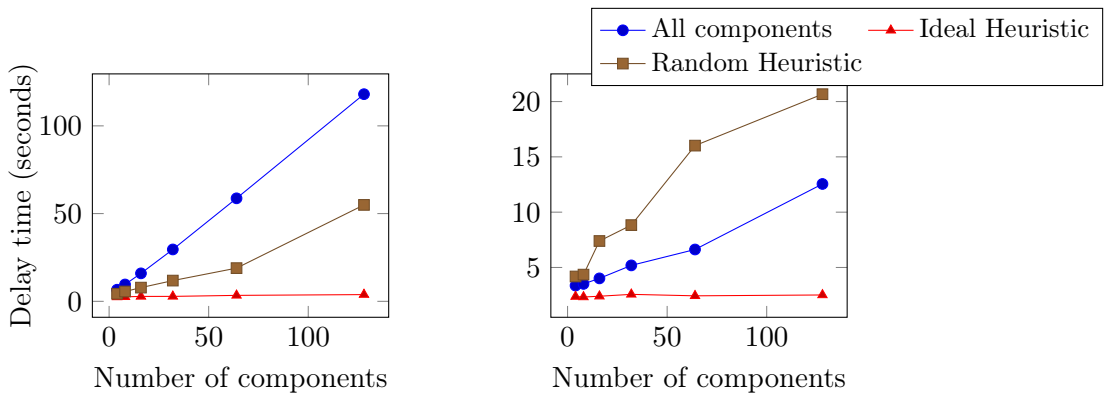 All components
Ideal Heuristic
Random Heuristic
Delay time (seconds)
100
50
0
0 50 100
Number of components
20
15
10
5
0 50 100
Number of components